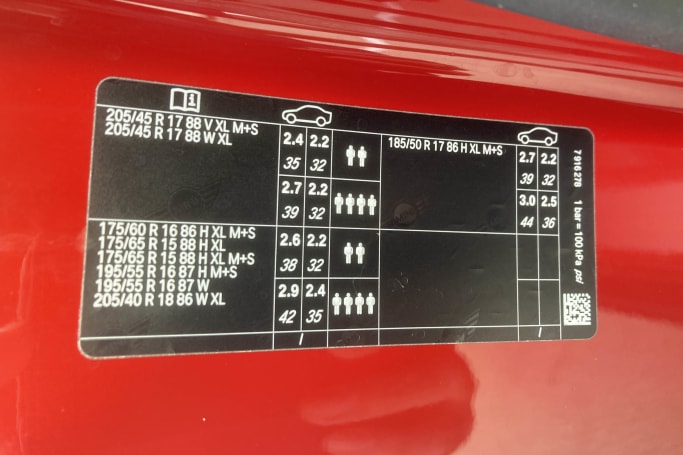 205/45 R 17 88 V XL M+S
205/45 R 17 88 W XL
2.4 2.2
35 32
2.7 2.2
39 32
175/60 R 16 86 H XL M+S
175/65 R 15 88 H XL
175/65 R 15 88 H XL M+S
195/55 R 16 87 H M+S
195/55 R 16 87 W
205/40 R 18 86 W XL
2.6 2.2
38 32
2.9 2.4
42 35
/
185/50 R 17 86 H XL M+S
2.7 2.2
39 32
3.0 2.5
44 36
/
7 916 278 1 bar = 100 kPa psi